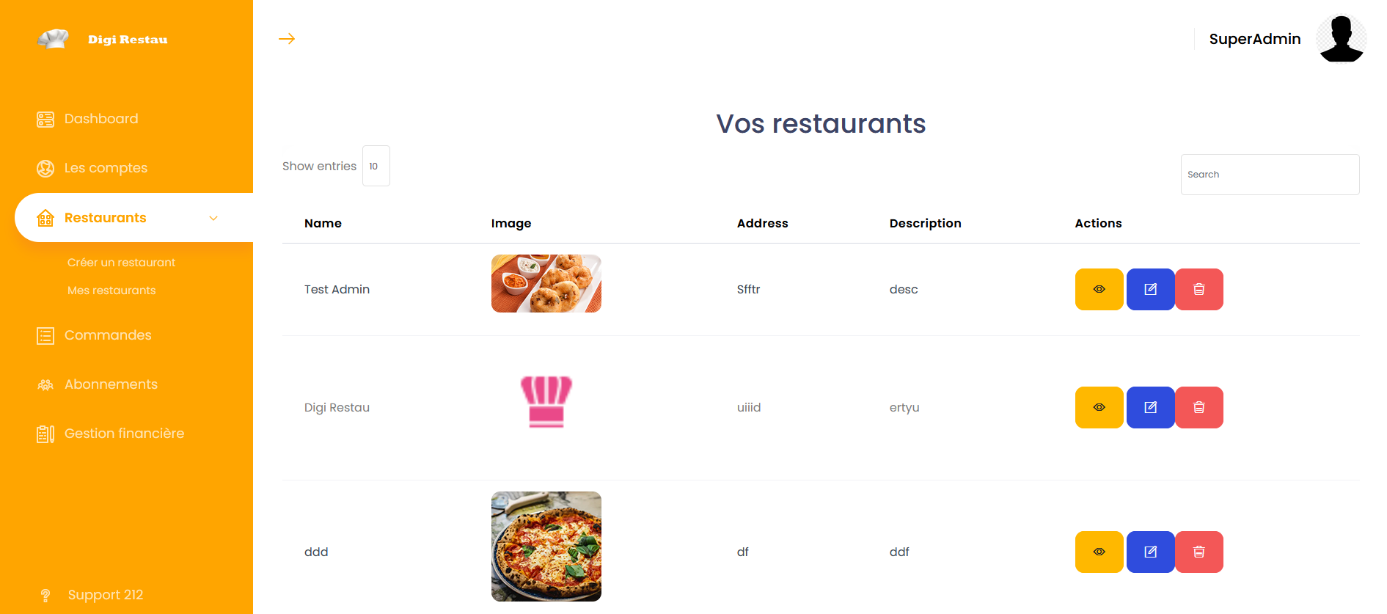 Digi Restau
SuperAdmin
Dashboard
Les comptes
Restaurants
Créer un restaurant
Mes restaurants
Commandes
Abonnements
Gestion financière
Support 212
Vos restaurants
Show entries 10
Search
Name Image Address Description Actions
Test Admin Sfftr desc
Digi Restau uiiid ertyu
ddd df ddf